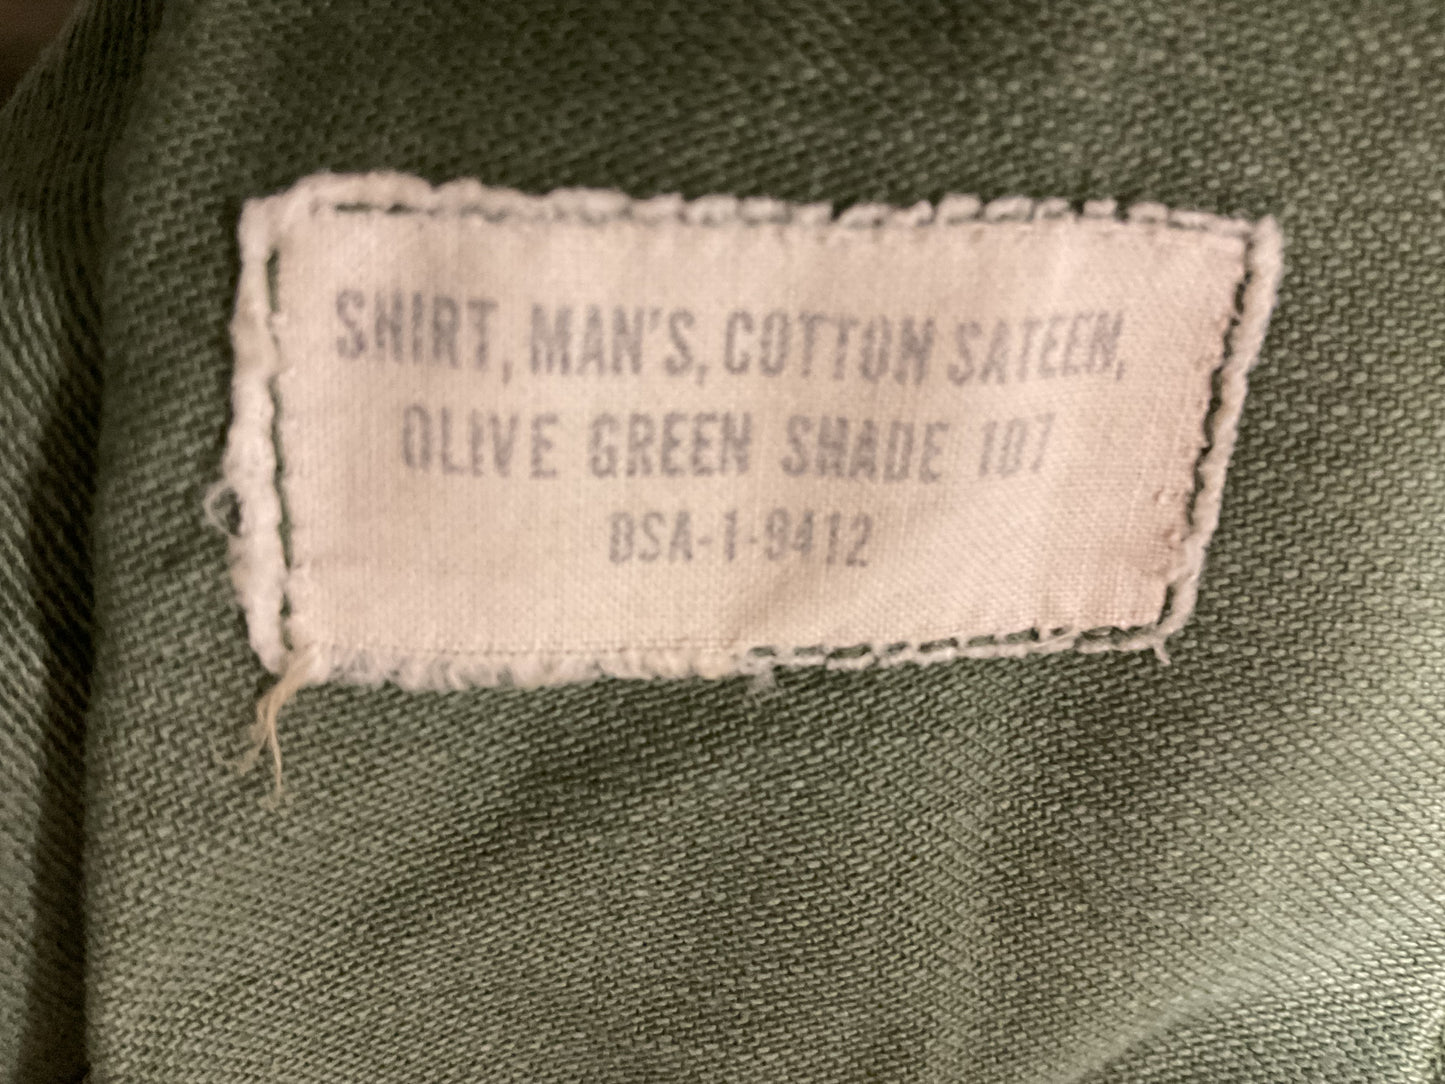 SHIRT, MAN'S, COTTON SATEEN,
OLIVE GREEN SHADE 107
DSA-1-9412